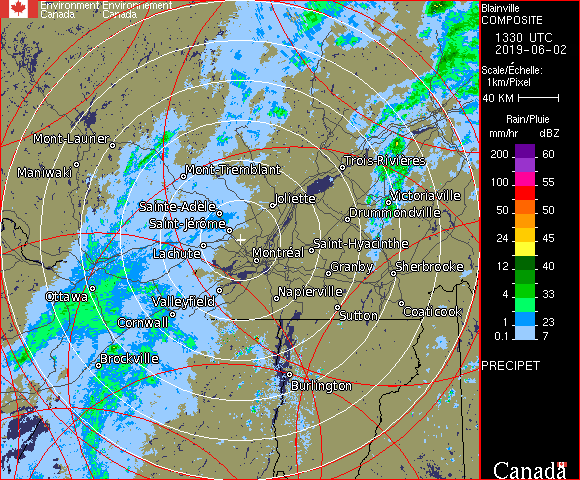 Environment Environnement
Canada Canada
Blainville
COMPOSITE
1330 UTC
2019-06-02
Scale/Échelle:
1km/Pixel
40 KM
Rain/Pluie
mm/hr dBZ
200 60
100 55
50 50
24 45
12 40
4 33
1 23
0.1 7
PRECIPET
Canada
Mont-Laurier
Maniwaki
Mont-Tremblant
Trois-Rivières
Sainte-Adèle
Joliette
Victoriaville
Drummondville
Saint-Jérôme
Lachute
Montréal
Saint-Hyacinthe
Granby
Sherbrooke
Ottawa
Valleyfield
Napierville
Cornwall
Sutton
Coaticook
Brockville
Burlington